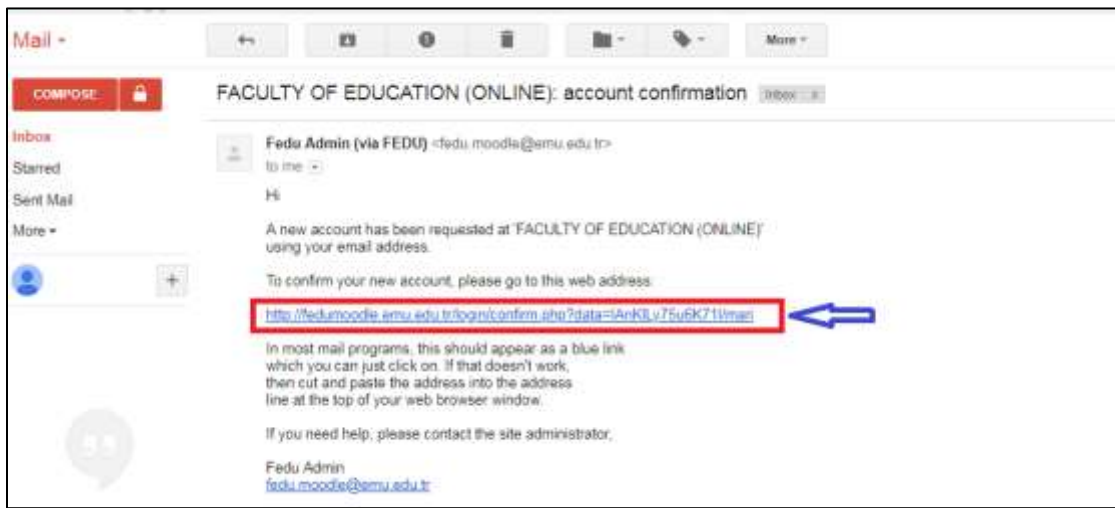 Mail
More
COMPOSE
FACULTY OF EDUCATION (ONLINE): account confirmation Inbox x
Inbox
Starred
Sent Mail
More
Fedu Admin (via FEDU) <fedu.moodle@emu.edu.tr>
to me
Hi
A new account has been requested at 'FACULTY OF EDUCATION (ONLINE)'
using your email address.
To confirm your new account, please go to this web address:
In most mail programs, this should appear as a blue link
which you can just click on. If that doesn't work,
then cut and paste the address into the address
line at the top of your web browser window.
If you need help, please contact the site administrator,
Fedu Admin
fedu.moodle@emu.edu.tr